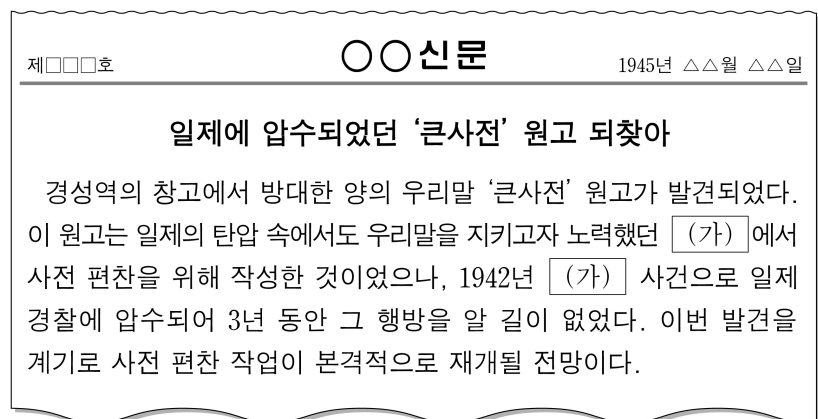 제□□□호 ○○신문 1945년 △△월 △△일
일제에 압수되었던 ‘큰사전’ 원고 되찾아
경성역의 창고에서 방대한 양의 우리말 ‘큰사전’ 원고가 발견되었다.
이 원고는 일제의 탄압 속에서도 우리말을 지키고자 노력했던 (가) 에서
사전 편찬을 위해 작성한 것이었으나, 1942년 (가) 사건으로 일제
경찰에 압수되어 3년 동안 그 행방을 알 길이 없었다. 이번 발견을
계기로 사전 편찬 작업이 본격적으로 재개될 전망이다.